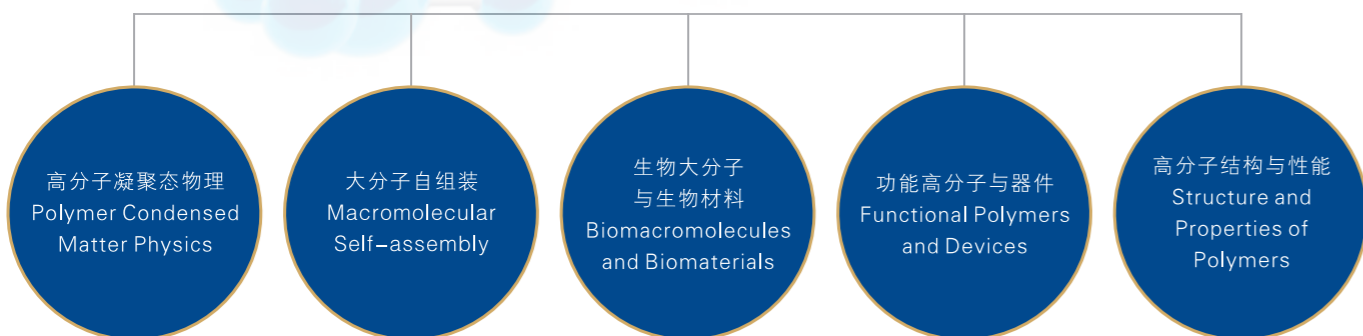 高分子凝聚态物理
Polymer Condensed
Matter Physics
大分子自组装
Macromolecular
Self-assembly
生物大分子
与生物材料
Biomacromolecules
and Biomaterials
功能高分子与器件
Functional Polymers
and Devices
高分子结构与性能
Structure and
Properties of
Polymers